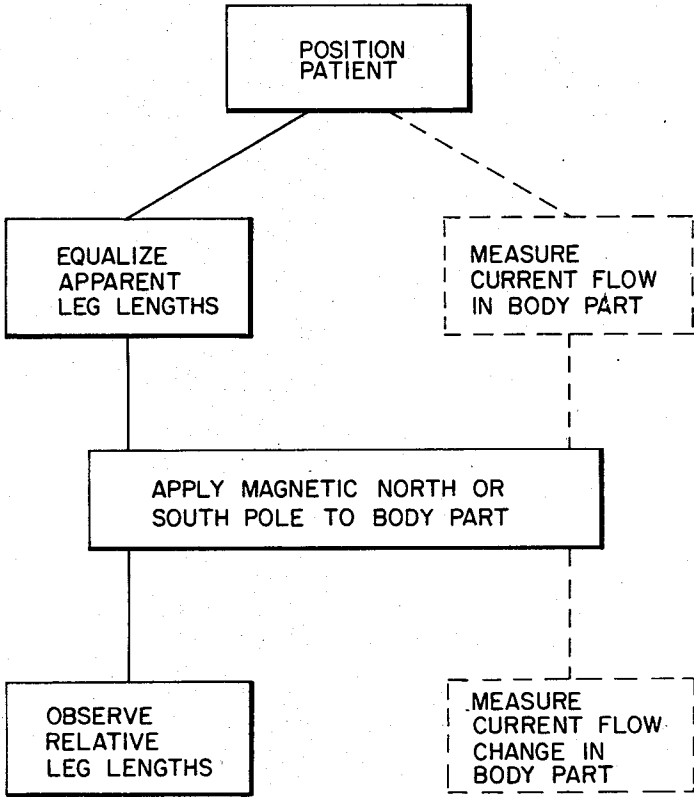 POSITION
PATIENT
EQUALIZE
APPARENT
LEG LENGTHS
MEASURE
CURRENT FLOW
IN BODY PART
APPLY MAGNETIC NORTH OR
SOUTH POLE TO BODY PART
OBSERVE
RELATIVE
LEG LENGTHS
MEASURE
CURRENT FLOW
CHANGE IN
BODY PART